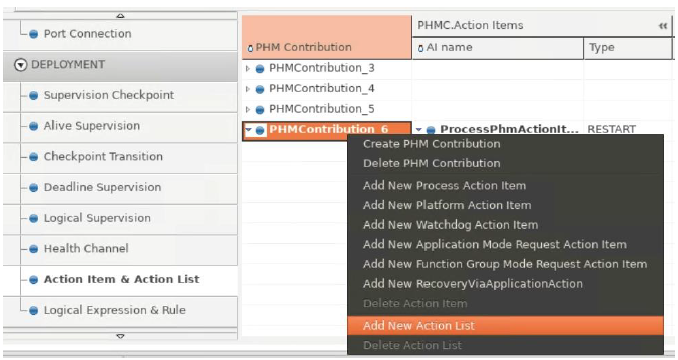 Port Connection
DEPLOYMENT
Supervision Checkpoint
Alive Supervision
Checkpoint Transition
Deadline Supervision
Logical Supervision
Health Channel
Action Item & Action List
Logical Expression & Rule
PHMC.Action Items
PHM Contribution
AI name
Type
PHMContribution_3
PHMContribution_4
PHMContribution_5
PHMContribution_6 ProcessPhmActionIt... RESTART
Create PHM Contribution
Delete PHM Contribution
Add New Process Action Item
Add New Platform Action Item
Add New Watchdog Action Item
Add New Application Mode Request Action Item
Add New Function Group Mode Request Action Item
Add New RecoveryViaApplicationAction
Delete Action Item
Add New Action List
Delete Action List